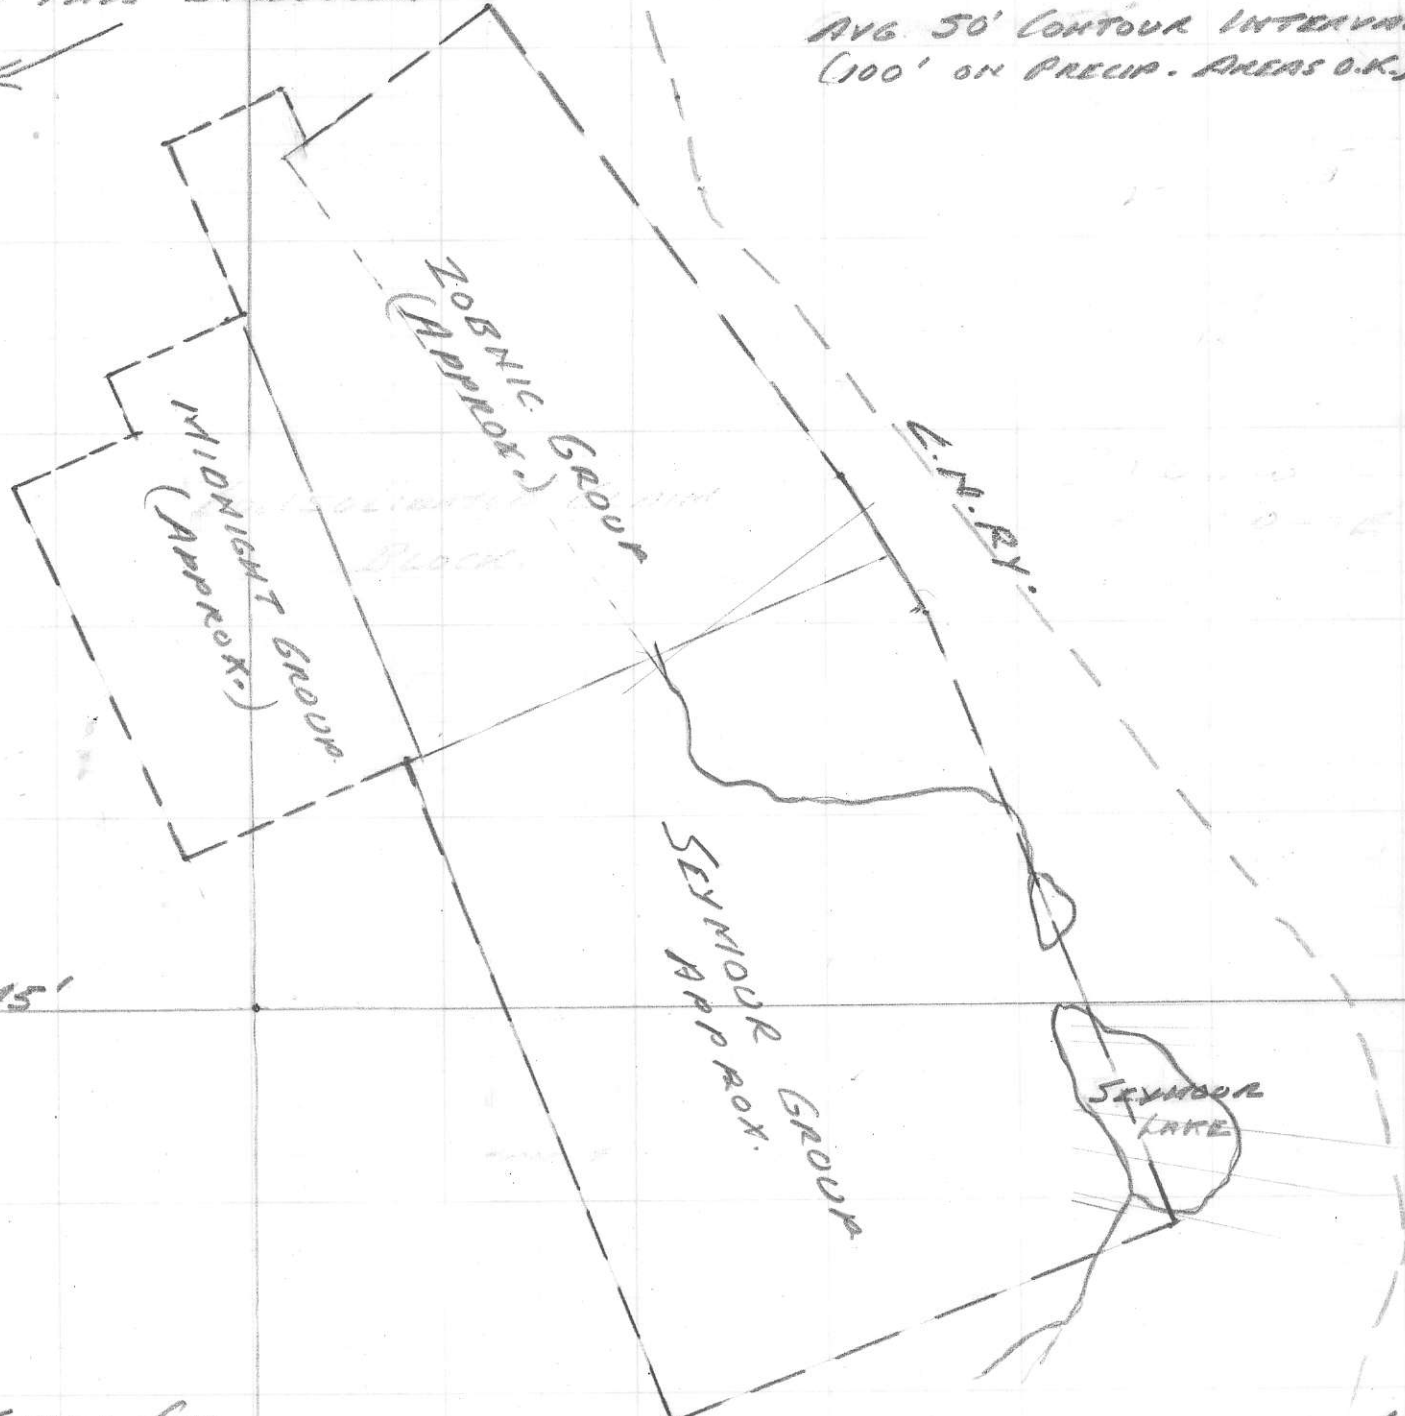 AVG 50' CONTOUR INTERVAL
(100' ON PRECIP. AREAS O.K.)
ZOBNIC GROUP
(APPROX.)
C.N. RY.
MIDNIGHT GROUP
(APPROX.)
BLOCK
SEYMOUR GROUP
APPROX.
15'
SEYMOUR
LAKE